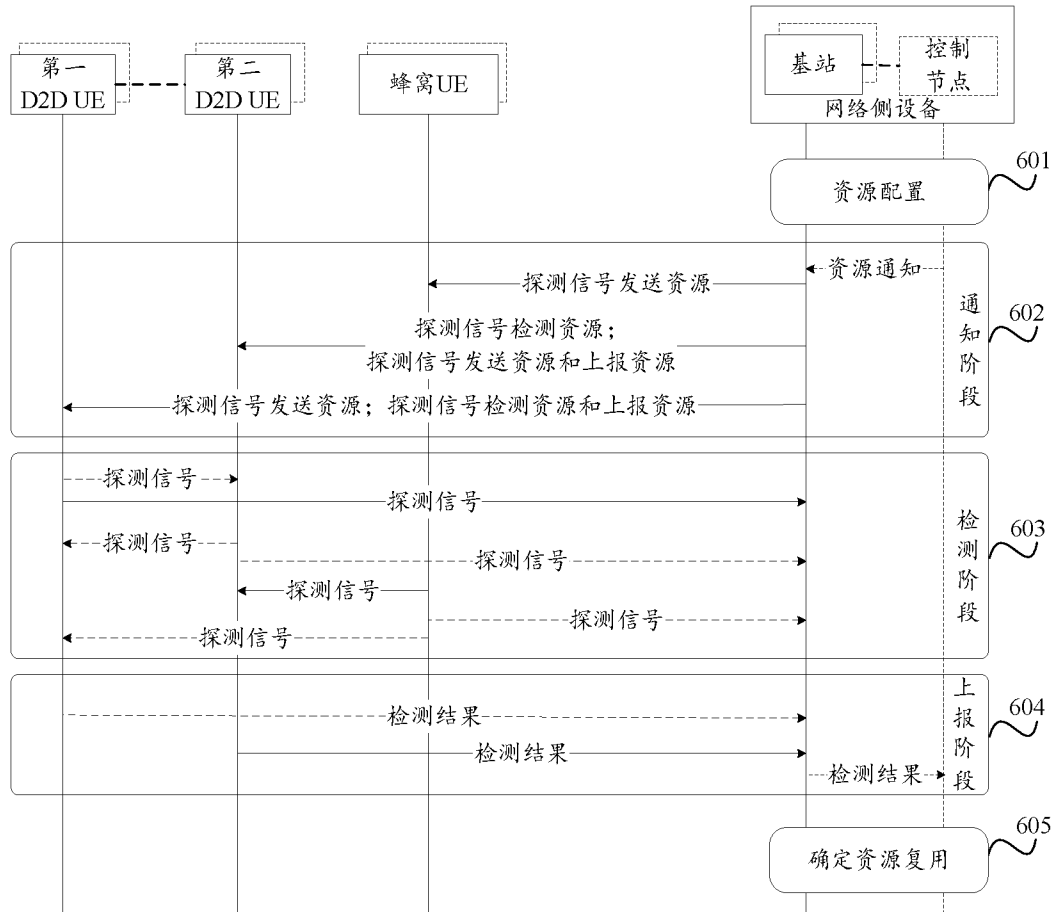 第一
D2D UE
第二
D2D UE
蜂窝UE
基站
控制
节点
网络侧设备
601
资源配置
资源通知
探测信号发送资源
探测信号检测资源；
探测信号发送资源和上报资源
探测信号发送资源；探测信号检测资源和上报资源
通知阶段
602
探测信号
探测信号
探测信号
探测信号
探测信号
探测信号
探测信号
检测阶段
603
检测结果
检测结果
检测结果
上报阶段
604
605
确定资源复用